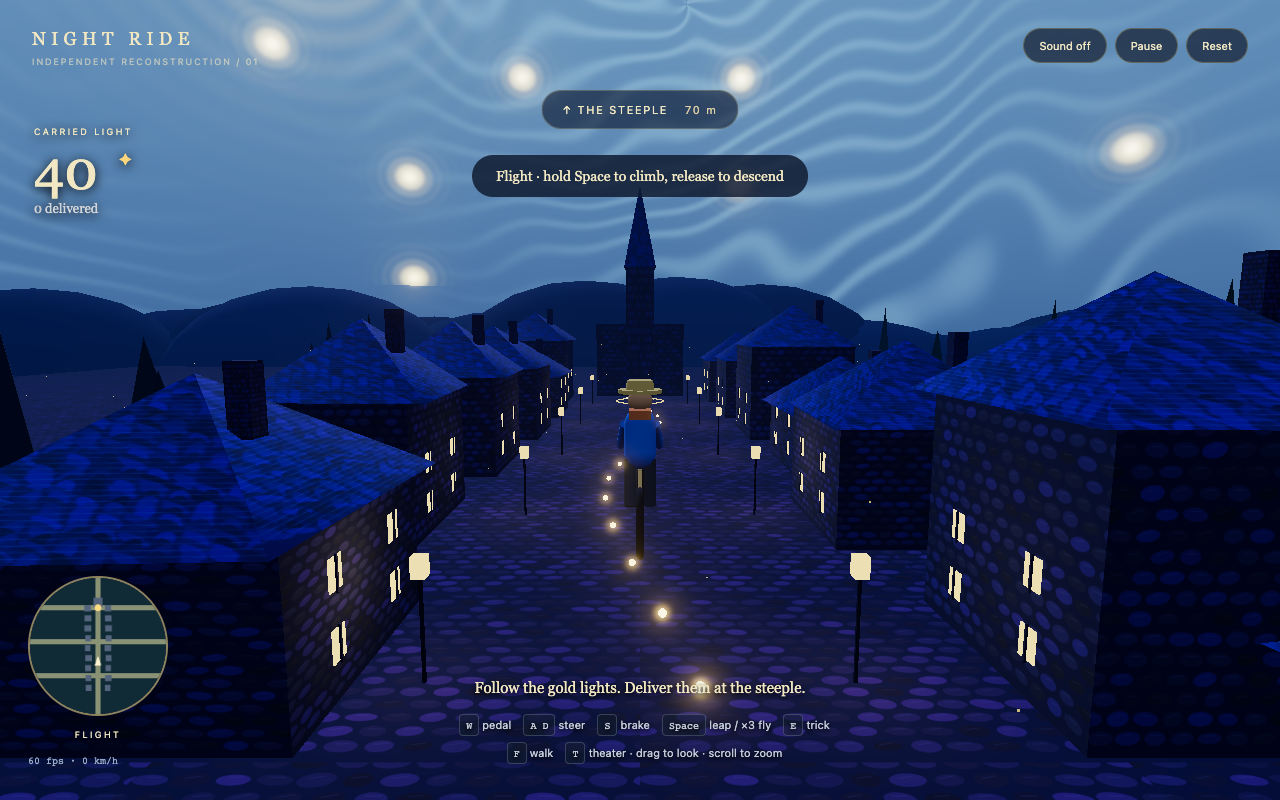 NIGHT RIDE
INDEPENDENT RECONSTRUCTION / 01
Sound off
Pause
Reset
↑ THE STEEPLE 70 m
CARRIED LIGHT
40 ✦
0 delivered
Flight · hold Space to climb, release to descend
Follow the gold lights. Deliver them at the steeple.
W pedal A D steer S brake Space leap / ×3 fly E trick
F walk T theater · drag to look · scroll to zoom
FLIGHT
60 fps · 0 km/h